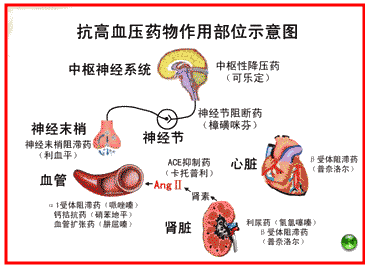 抗高血压药物作用部位示意图
中枢神经系统
中枢性降压药
(可乐定)
神经节阻断药
(樟磺咪芬)
神经节
神经末梢
神经末梢阻滞药
(利血平)
血管
ACE抑制药
(卡托普利)
AngⅡ
心脏
β受体阻滞药
(普奈洛尔)
α1受体阻滞药(哌唑嗪)
钙拮抗药(硝苯地平)
血管扩张药(肼屈嗪)
肾素
肾脏
利尿药(氢氯噻嗪)
β受体阻滞药
(普奈洛尔)